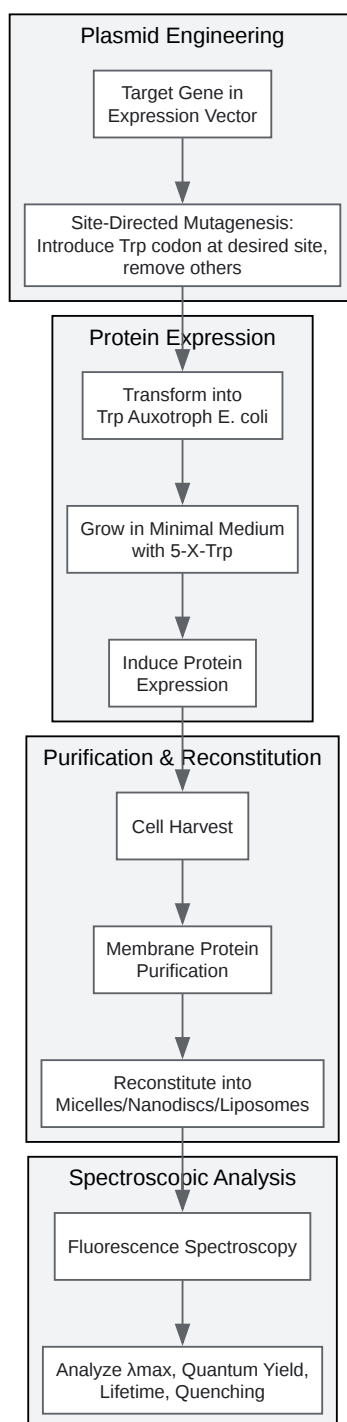 Plasmid Engineering
Target Gene in
Expression Vector
Site-Directed Mutagenesis:
Introduce Trp codon at desired site,
remove others
Protein Expression
Transform into
Trp Auxotroph E. coli
Grow in Minimal Medium
with 5-X-Trp
Induce Protein
Expression
Purification & Reconstitution
Cell Harvest
Membrane Protein
Purification
Reconstitute into
Micelles/Nanodiscs/Liposomes
Spectroscopic Analysis
Fluorescence Spectroscopy
Analyze λmax, Quantum Yield,
Lifetime, Quenching